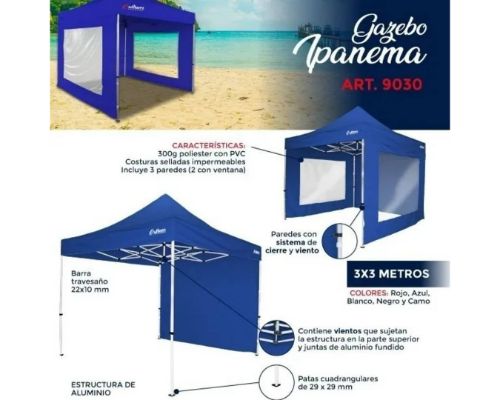 Gazebo
Ipanema
ART. 9030
CARACTERÍSTICAS:
300g poliester con PVC
Costuras selladas impermeables
Incluye 3 paredes (2 con ventana)
Paredes con
sistema de
cierre y viento
Barra
travesaño
22x10 mm
3X3 METROS
COLORES: Rojo, Azul,
Blanco, Negro y Camo
Contiene vientos que sujetan
la estructura en la parte superior
y juntas de aluminio fundido
ESTRUCTURA DE
ALUMINIO
Patas cuadrangulares
de 29 x 29 mm